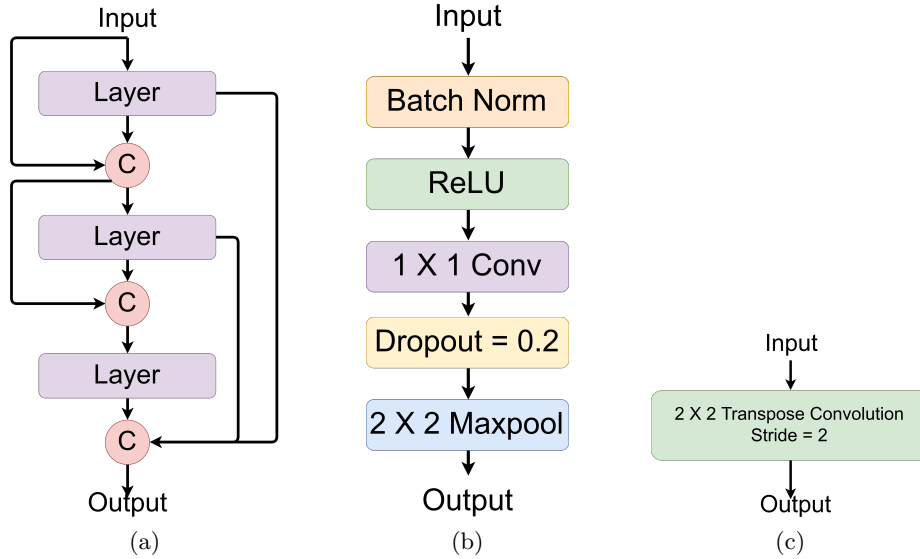 Input
Layer
C
Layer
C
Layer
C
Output
(a)
Input
Batch Norm
ReLU
1 X 1 Conv
Dropout = 0.2
2 X 2 Maxpool
Output
(b)
Input
2 X 2 Transpose Convolution
Stride = 2
Output
(c)